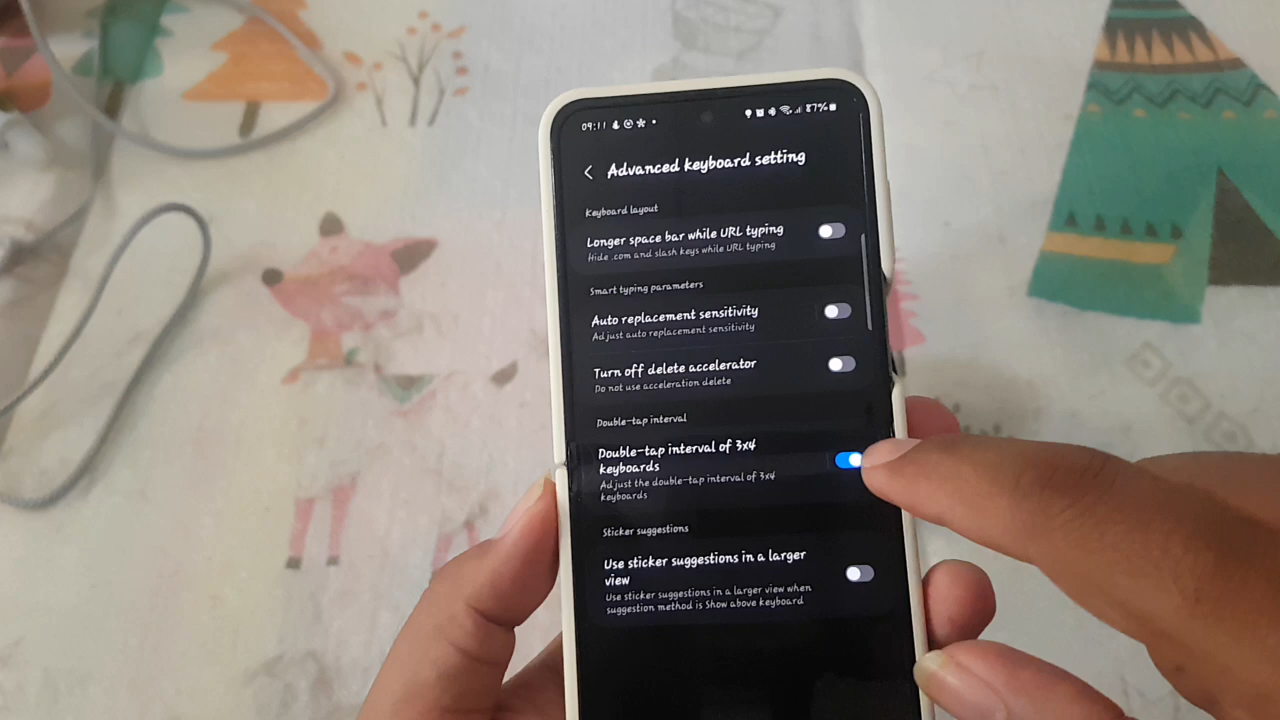 09:11
87%
Advanced keyboard setting
Keyboard layout
Longer space bar while URL typing
Hide .com and slash keys while URL typing
Smart typing parameters
Auto replacement sensitivity
Adjust auto replacement sensitivity
Turn off delete accelerator
Do not use acceleration delete
Double-tap interval
Double-tap interval of 3x4
keyboards
Adjust the double-tap interval of 3x4
keyboards
Sticker suggestions
Use sticker suggestions in a larger
view
Use sticker suggestions in a larger view when
suggestion method is Show above keyboard